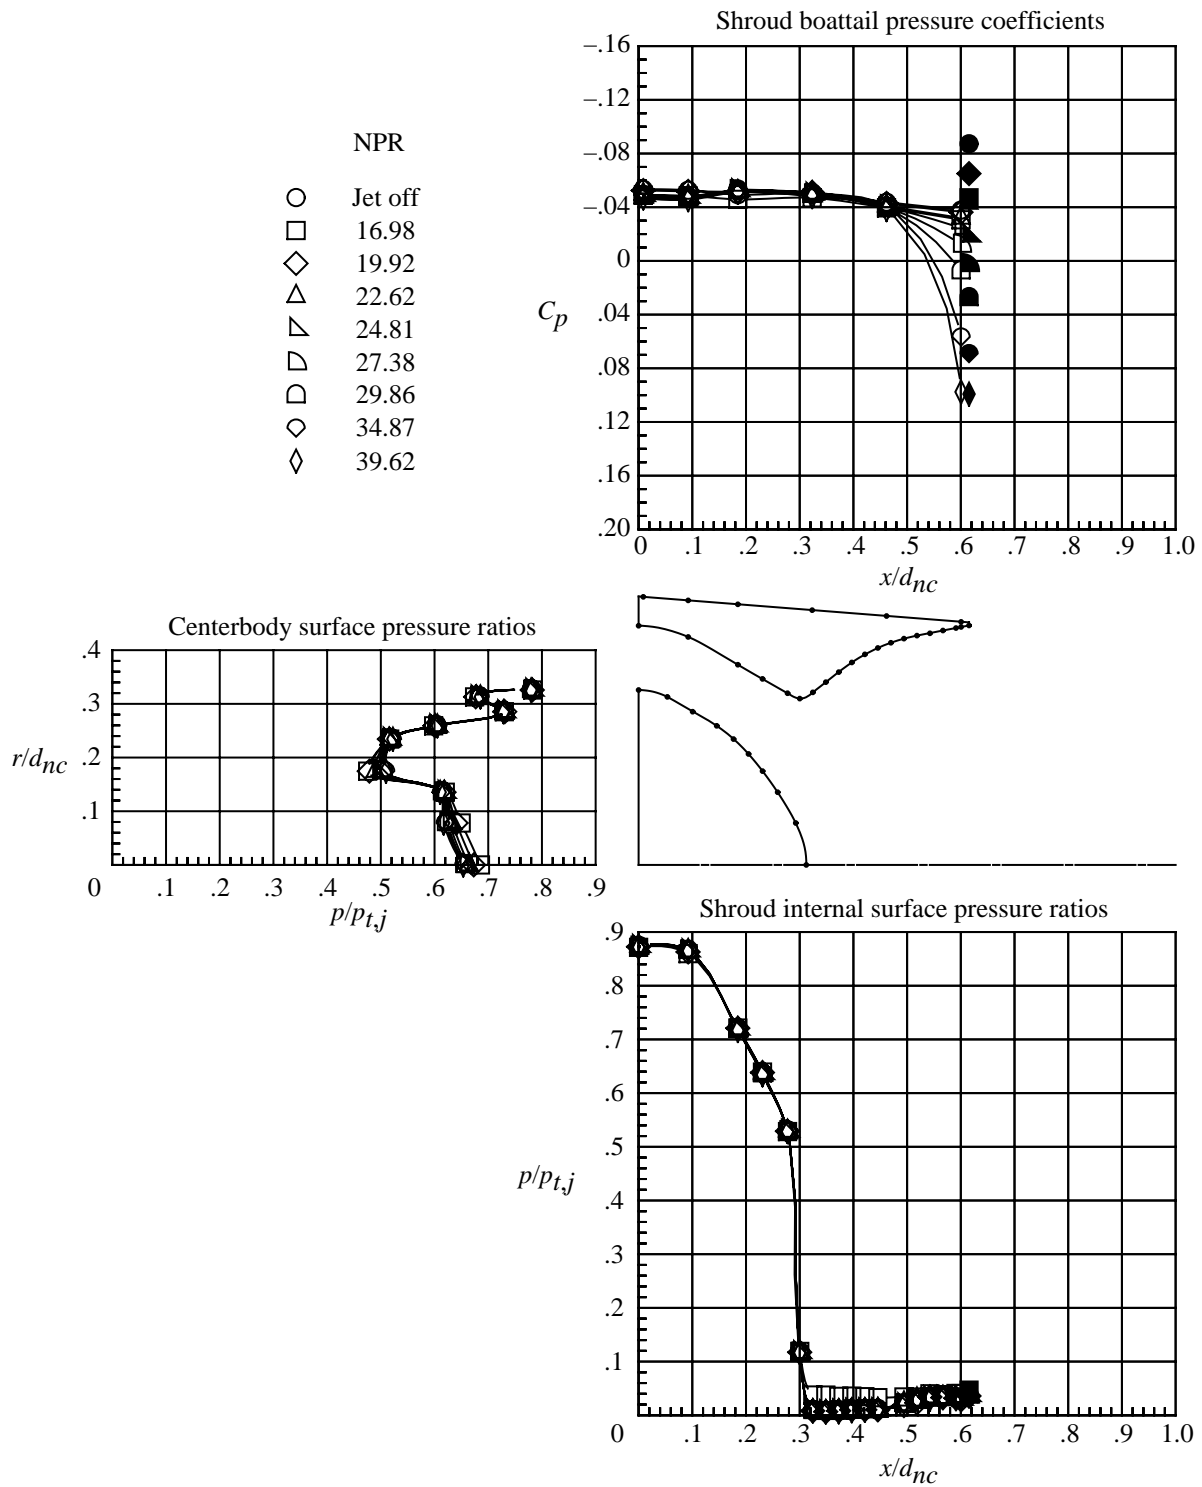 Shroud boattail pressure coefficients
–.16
–.12
–.08
–.04
0
.04
.08
.12
.16
.20
C_p
0 .1 .2 .3 .4 .5 .6 .7 .8 .9 1.0
x/d_nc
NPR
Jet off
16.98
19.92
22.62
24.81
27.38
29.86
34.87
39.62
Centerbody surface pressure ratios
.4
.3
.2
.1
r/d_nc
0 .1 .2 .3 .4 .5 .6 .7 .8 .9
p/p_t,j
Shroud internal surface pressure ratios
.9
.8
.7
.6
.5
.4
.3
.2
.1
p/p_t,j
0 .1 .2 .3 .4 .5 .6 .7 .8 .9 1.0
x/d_nc